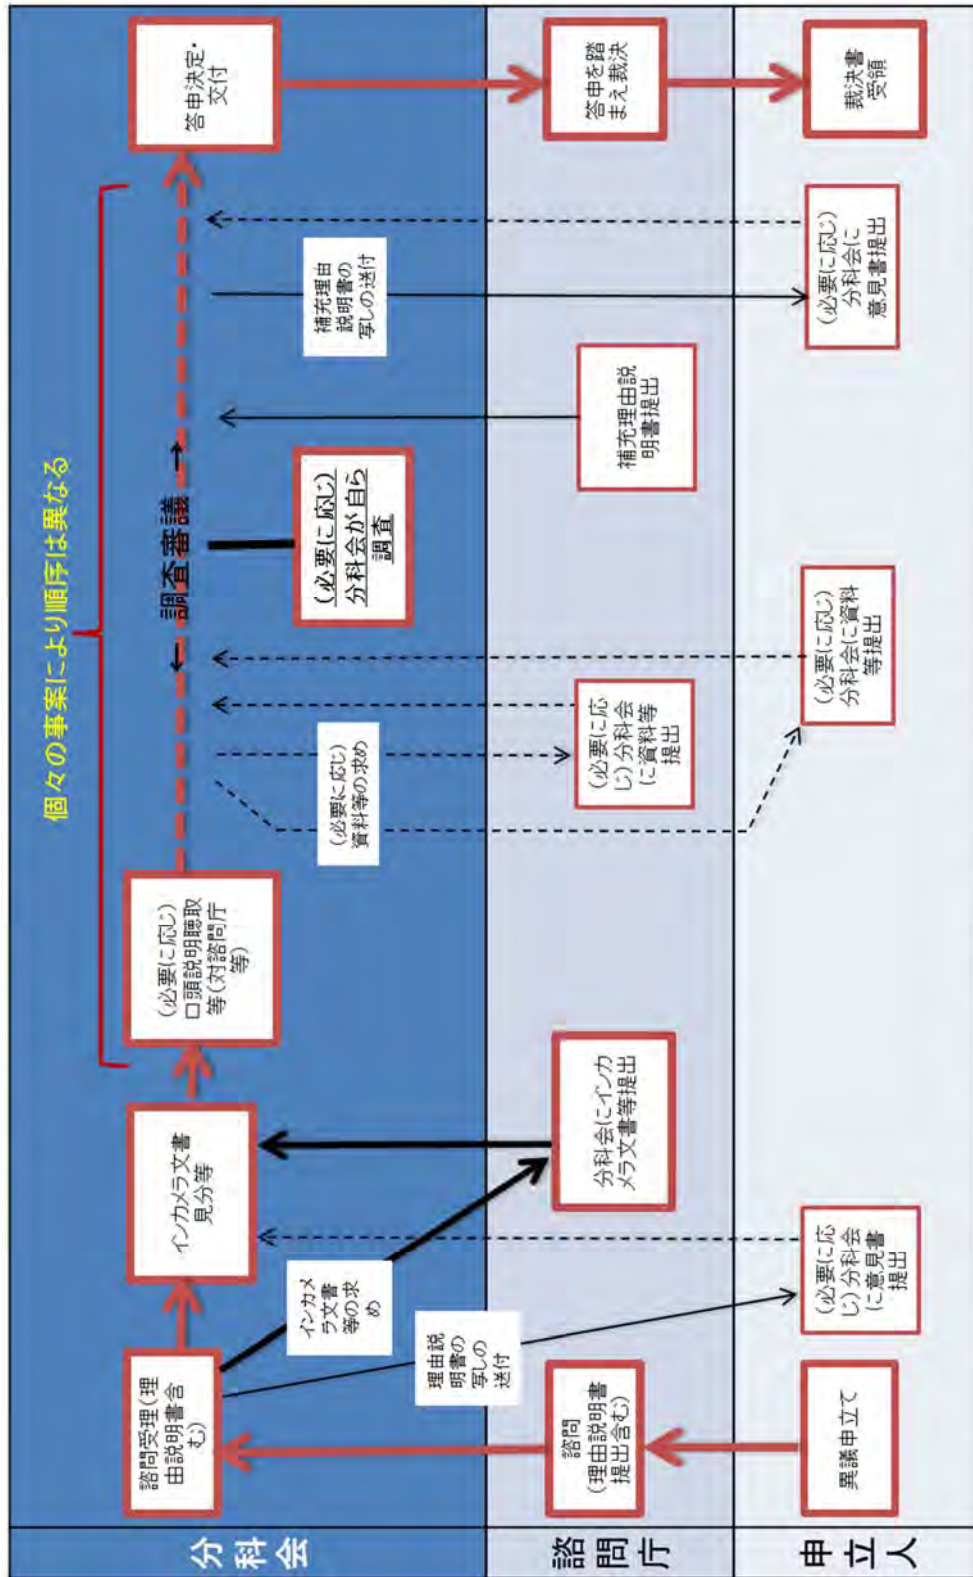 個々の事案により順序は異なる
分科会
諮問受理(理
由説明書含
む)
インカメラ文書
見分等
(必要に応じ)
口頭説明聴取
等(対諮問庁
等)
← 調査審議 →
答申決定・
交付
インカメ
ラ文書
等の求
め
理由説
明書の
写しの
送付
(必要に応じ)
資料等の求め
(必要に応じ)
分科会が自ら
調査
補充理由
説明書の
写しの送付
諮問庁
諮問
(理由説明書
提出含む)
分科会にインカ
メラ文書等提出
(必要に応
じ)分科会
に資料等
提出
補充理由説
明書提出
答申を踏
まえ裁決
申立人
異議申立て
(必要に応
じ)分科会
に意見書
提出
(必要に応じ)
分科会に資料
等提出
(必要に応じ)
分科会に
意見書提出
裁決書
受領